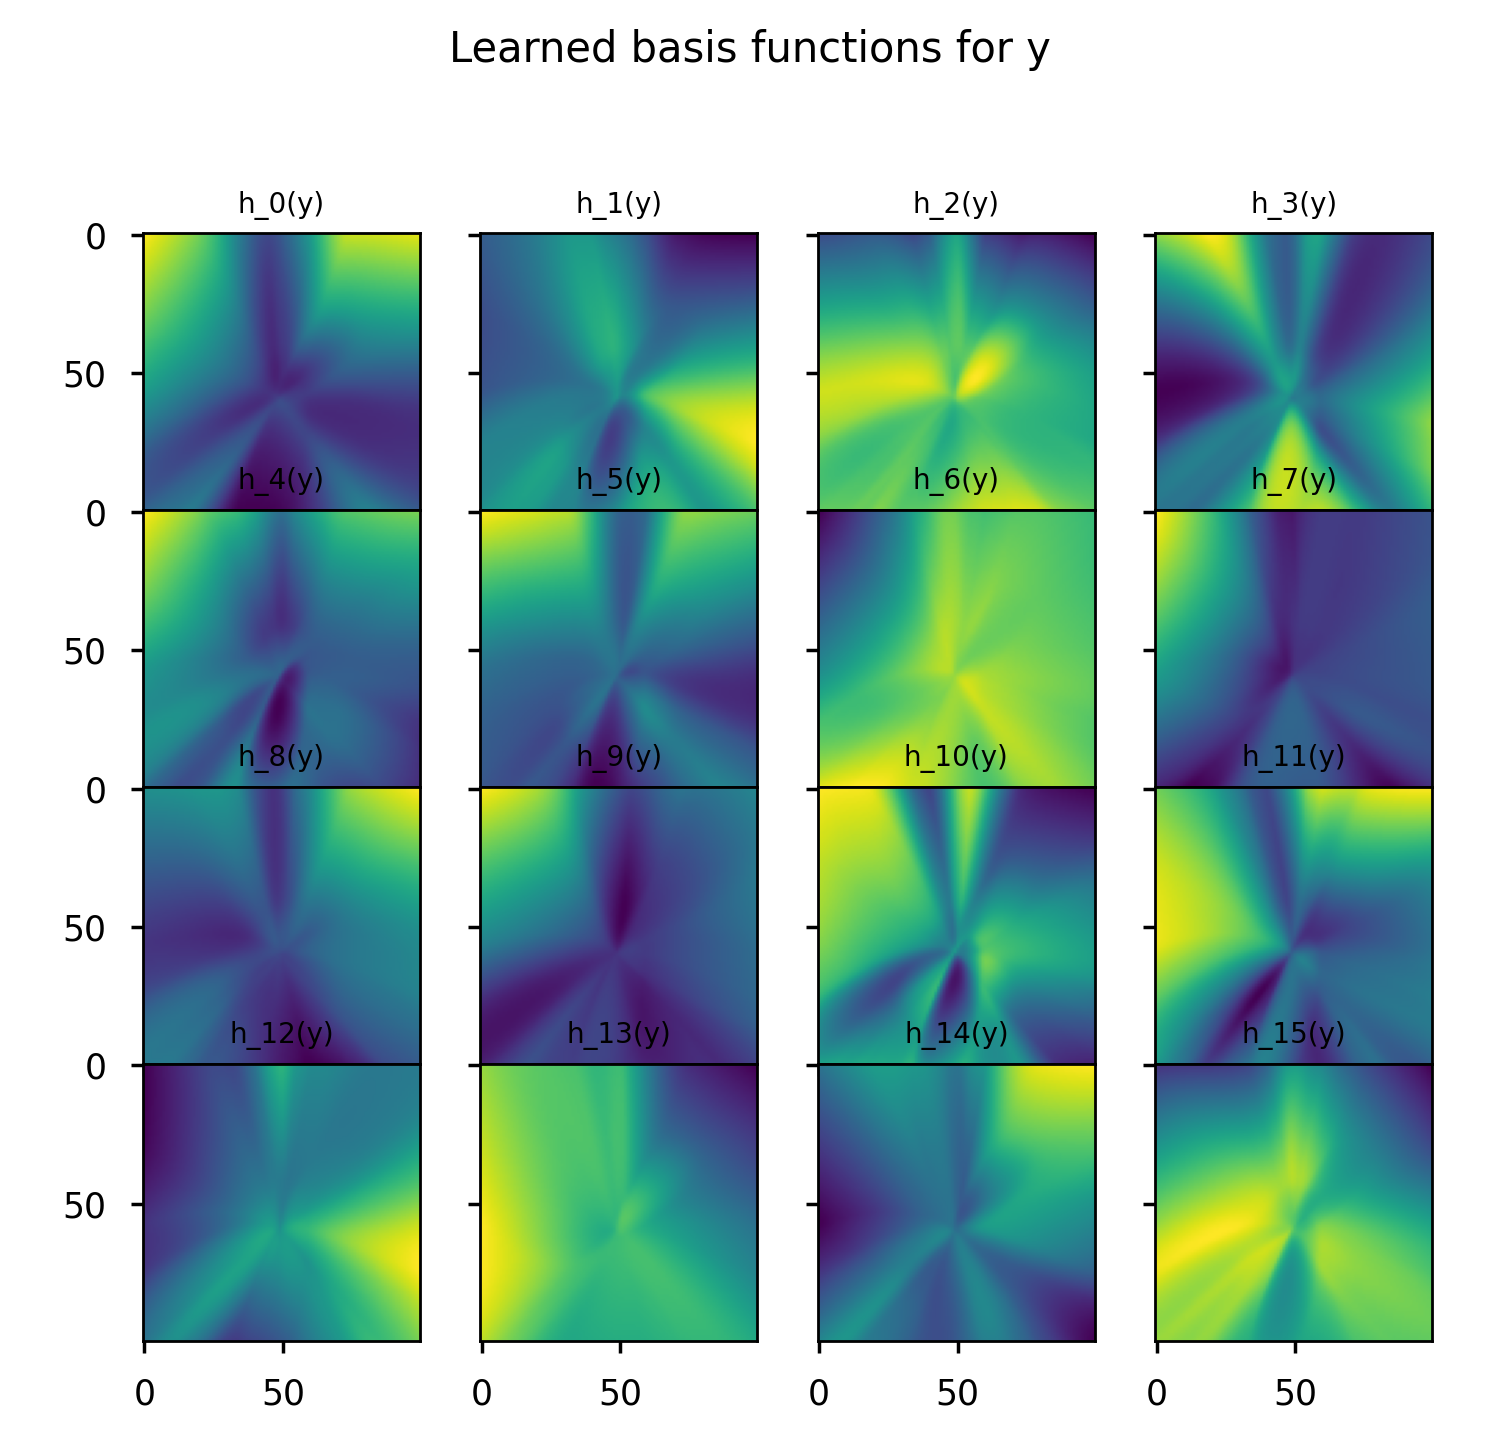 Learned basis functions for y
h_0(y) h_1(y) h_2(y) h_3(y)
0
50
h_4(y) h_5(y) h_6(y) h_7(y)
0
50
h_8(y) h_9(y) h_10(y) h_11(y)
0
50
h_12(y) h_13(y) h_14(y) h_15(y)
0
50
0 50 0 50 0 50 0 50